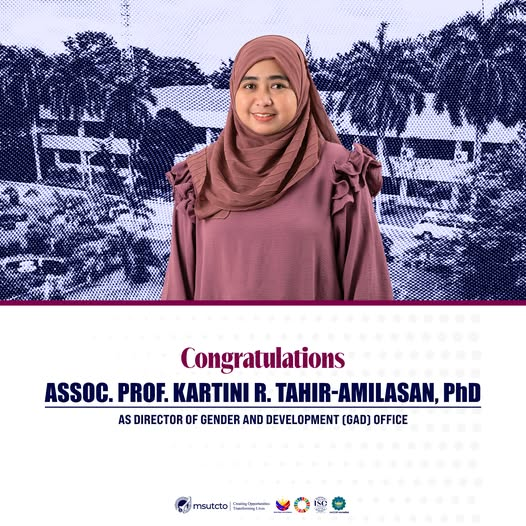 Congratulations
ASSOC. PROF. KARTINI R. TAHIR-AMILASAN, PhD
AS DIRECTOR OF GENDER AND DEVELOPMENT (GAD) OFFICE
msutcto
Creating Opportunities
Transforming Lives
ISO